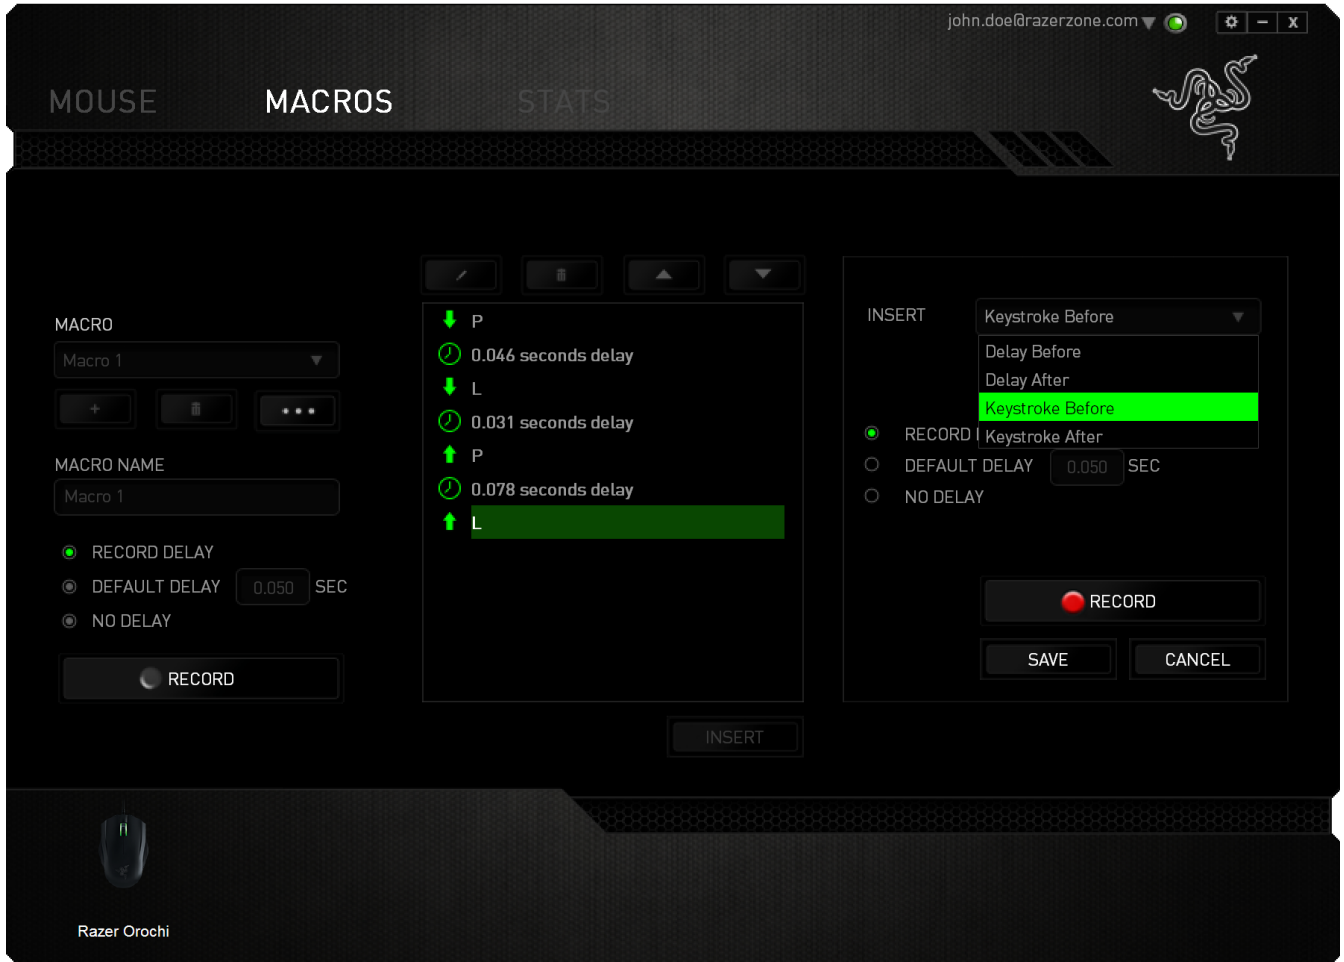 john.doe@razerzone.com
X
MOUSE
MACROS
STATS
MACRO
Macro 1
MACRO NAME
Macro 1
RECORD DELAY
DEFAULT DELAY 0.050 SEC
NO DELAY
RECORD
P
0.046 seconds delay
L
0.031 seconds delay
P
0.078 seconds delay
L
INSERT
INSERT Keystroke Before
Delay Before
Delay After
Keystroke Before
Keystroke After
RECORD
DEFAULT DELAY 0.050 SEC
NO DELAY
RECORD
SAVE CANCEL
Razer Orochi